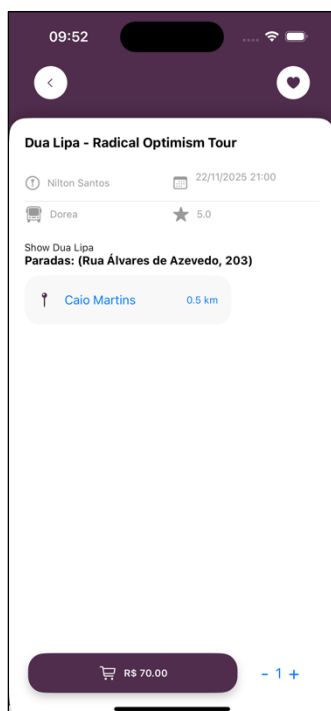 09:52
Dua Lipa - Radical Optimism Tour
Nilton Santos
22/11/2025 21:00
Dorea
5.0
Show Dua Lipa
Paradas: (Rua Álvares de Azevedo, 203)
Caio Martins 0.5 km
R$ 70.00
- 1 +